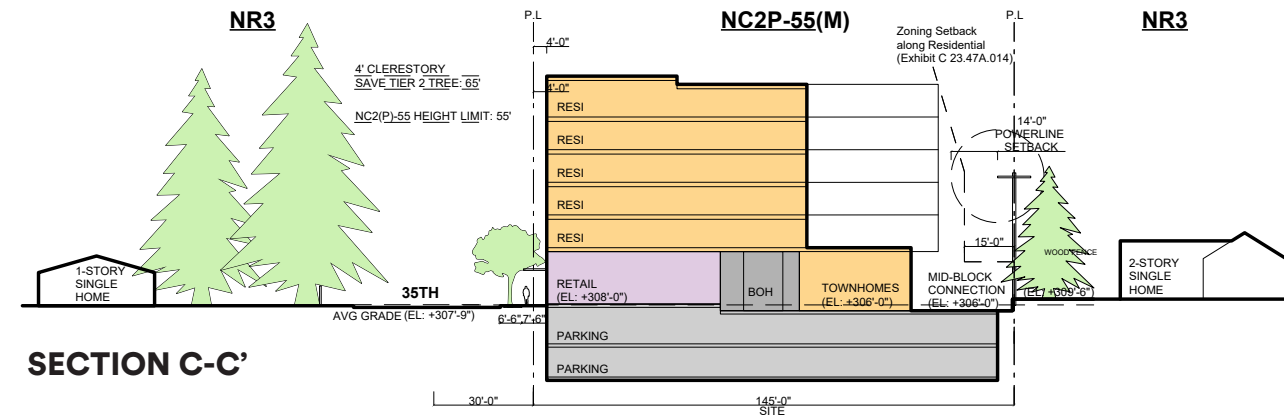 NR3
P.L
NC2P-55(M)
P.L
NR3
Zoning Setback
along Residential
(Exhibit C 23.47A.014)
4'-0"
4' CLERESTORY
SAVE TIER 2 TREE: 65'
4'-0"
NC2(P)-55 HEIGHT LIMIT: 55'
14'-0"
POWERLINE
SETBACK
RESI
RESI
RESI
RESI
RESI
15'-0"
WOOD FENCE
1-STORY
SINGLE
HOME
2-STORY
SINGLE
HOME
35TH
RETAIL
(EL: +308'-0")
BOH
TOWNHOMES
(EL: +306'-0")
MID-BLOCK
CONNECTION
(EL: +306'-0")
(EL: +309'-6")
AVG GRADE (EL: +307'-9")
6'-6"
7'-6"
PARKING
PARKING
SECTION C-C’
30'-0"
145'-0"
SITE